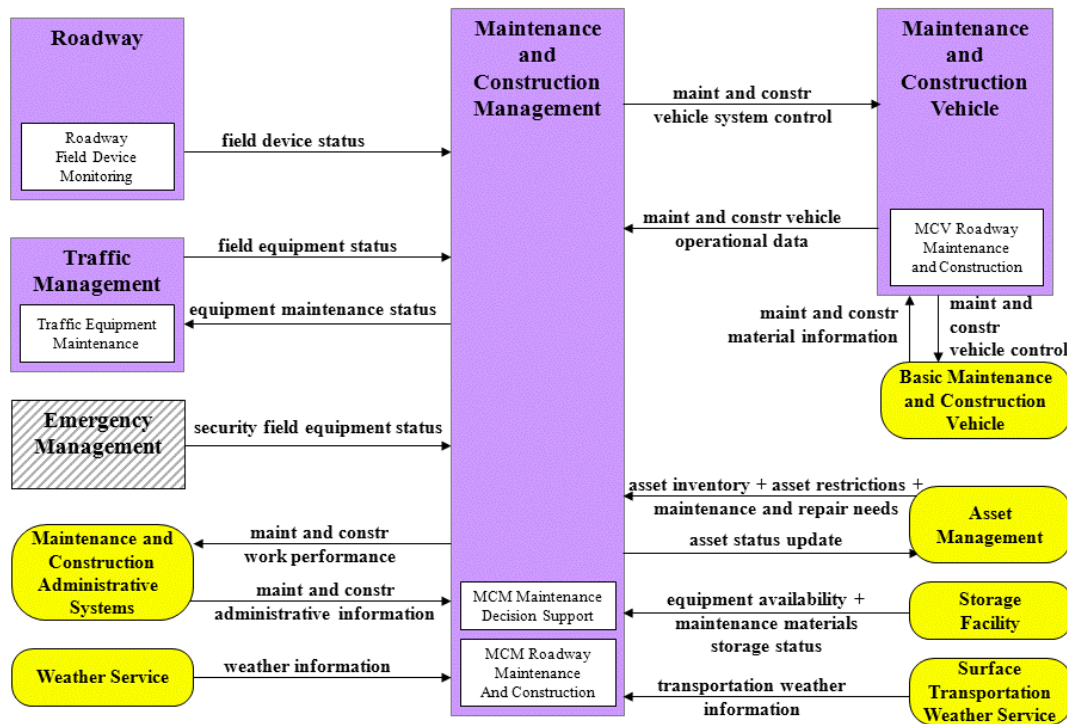 Roadway
Roadway
Field Device
Monitoring
field device status
Traffic
Management
Traffic Equipment
Maintenance
field equipment status
equipment maintenance status
Emergency
Management
security field equipment status
Maintenance and
Construction
Administrative
Systems
maint and constr
work performance
maint and constr
administrative information
Weather Service
weather information
Maintenance
and
Construction
Management
MCM Maintenance
Decision Support
MCM Roadway
Maintenance
And Construction
maint and constr
vehicle system control
maint and constr vehicle
operational data
Maintenance
and
Construction
Vehicle
MCV Roadway
Maintenance
and Construction
maint and constr
material information
maint and
constr
vehicle control
Basic Maintenance
and Construction
Vehicle
asset inventory + asset restrictions +
maintenance and repair needs
asset status update
Asset
Management
equipment availability +
maintenance materials
storage status
Storage
Facility
transportation weather
information
Surface
Transportation
Weather Service